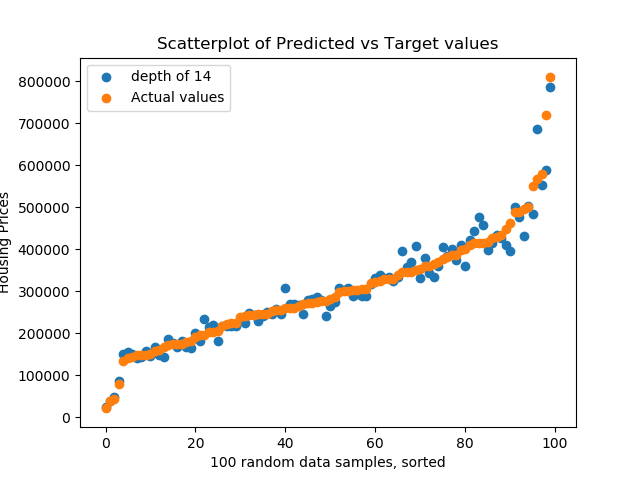 Scatterplot of Predicted vs Target values
depth of 14
Actual values
800000
700000
600000
500000
400000
300000
200000
100000
0
Housing Prices
0 20 40 60 80 100
100 random data samples, sorted